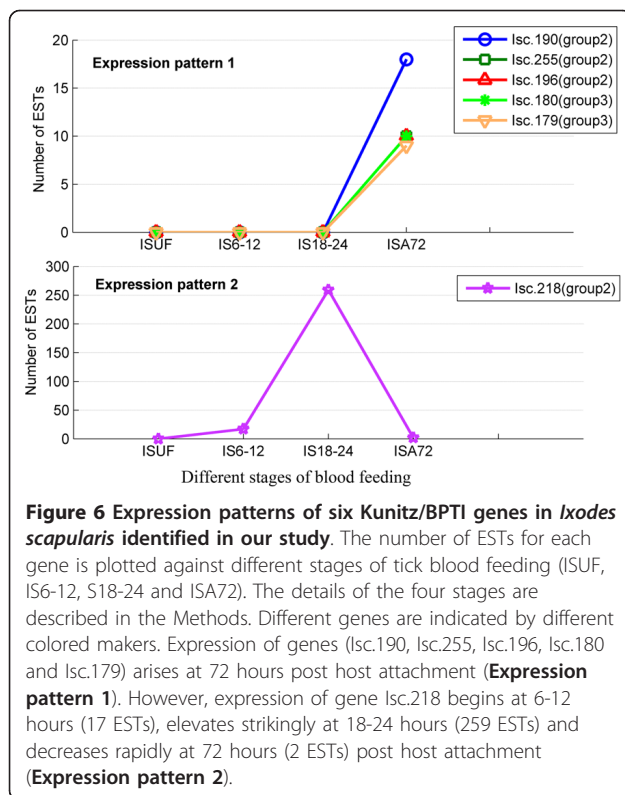 20
15
10
5
0
Number of ESTs
Expression pattern 1
Isc.190(group2)
Isc.255(group2)
Isc.196(group2)
Isc.180(group3)
Isc.179(group3)
ISUF IS6-12 IS18-24 ISA72
300
250
200
150
100
50
0
Number of ESTs
Expression pattern 2
Isc.218(group2)
ISUF IS6-12 IS18-24 ISA72
Different stages of blood feeding
Figure 6 Expression patterns of six Kunitz/BPTI genes in Ixodes
scapularis identified in our study. The number of ESTs for each
gene is plotted against different stages of tick blood feeding (ISUF,
IS6-12, S18-24 and ISA72). The details of the four stages are
described in the Methods. Different genes are indicated by different
colored makers. Expression of genes (Isc.190, Isc.255, Isc.196, Isc.180
and Isc.179) arises at 72 hours post host attachment (Expression
pattern 1). However, expression of gene Isc.218 begins at 6-12
hours (17 ESTs), elevates strikingly at 18-24 hours (259 ESTs) and
decreases rapidly at 72 hours (2 ESTs) post host attachment
(Expression pattern 2).